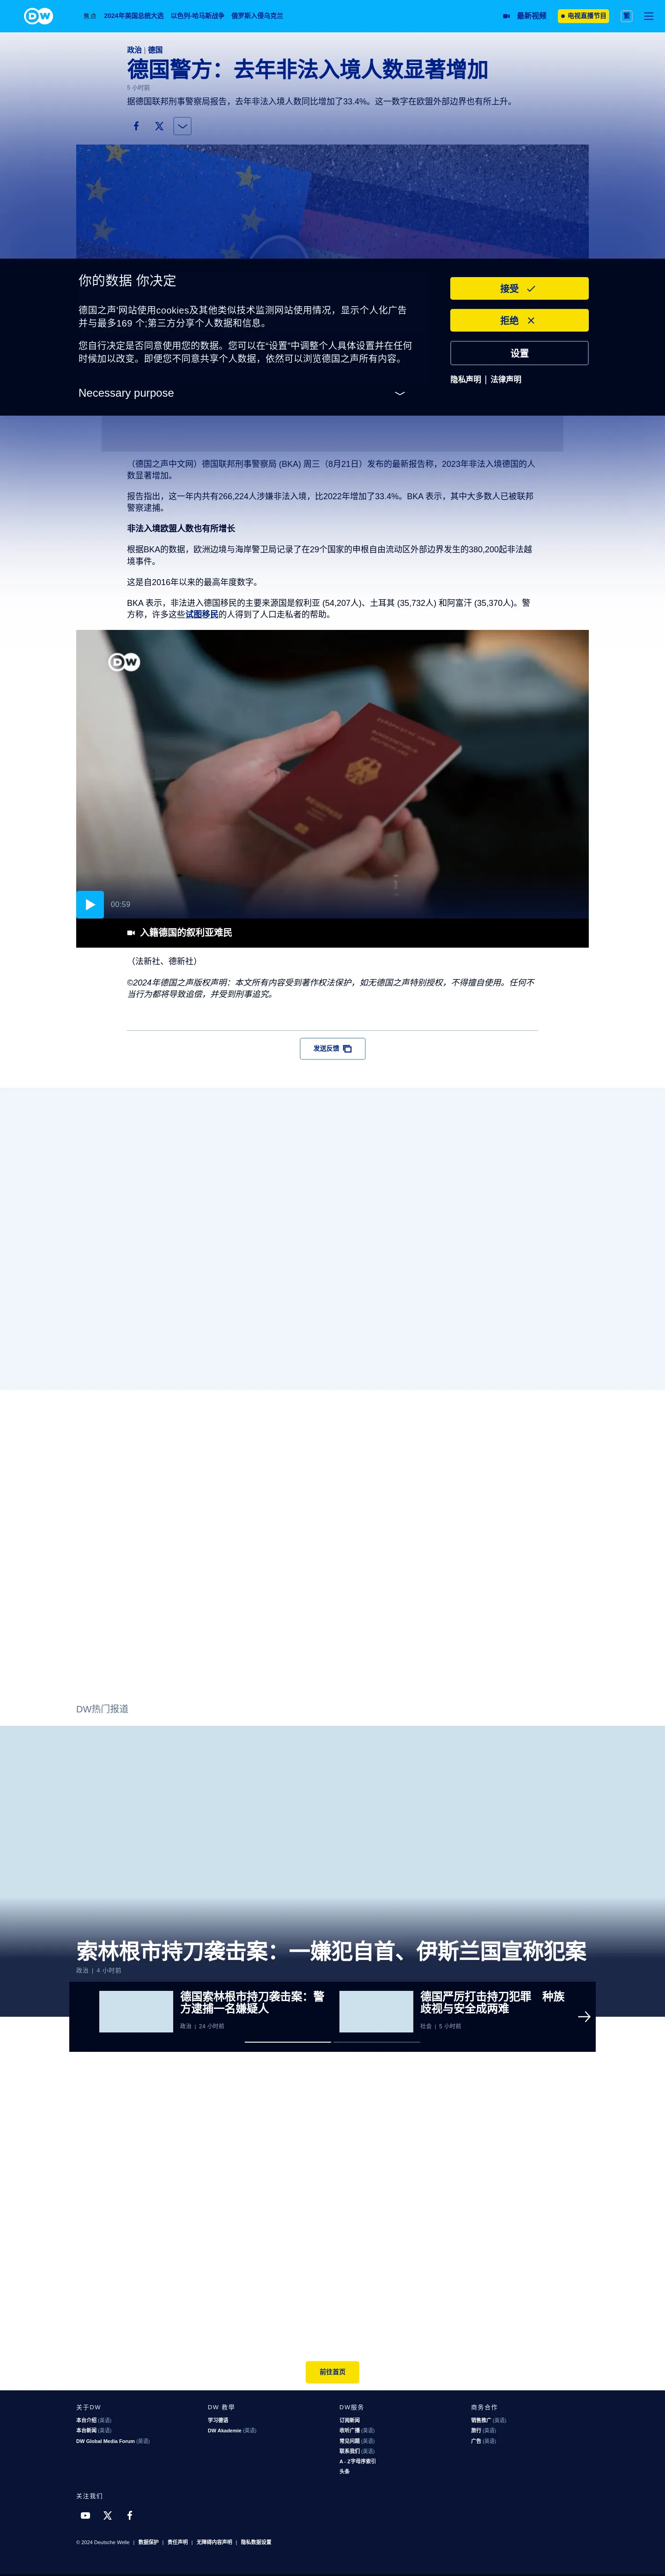 DW
焦点 2024年美国总统大选 以色列-哈马斯战争 俄罗斯入侵乌克兰
最新视频
电视直播节目
繁
政治 | 德国
德国警方：去年非法入境人数显著增加
5 小时前
据德国联邦刑事警察局报告，去年非法入境人数同比增加了33.4%。这一数字在欧盟外部边界也有所上升。
你的数据 你决定
德国之声'网站使用cookies及其他类似技术监测网站使用情况，显示个人化广告
并与最多169 个;第三方分享个人数据和信息。
您自行决定是否同意使用您的数据。您可以在“设置”中调整个人具体设置并在任何
时候加以改变。即便您不同意共享个人数据，依然可以浏览德国之声所有内容。
Necessary purpose
接受
拒绝
设置
隐私声明 | 法律声明
（德国之声中文网）德国联邦刑事警察局 (BKA) 周三（8月21日）发布的最新报告称，2023年非法入境德国的人
数显著增加。
报告指出，这一年内共有266,224人涉嫌非法入境，比2022年增加了33.4%。BKA 表示，其中大多数人已被联邦
警察逮捕。
非法入境欧盟人数也有所增长
根据BKA的数据，欧洲边境与海岸警卫局记录了在29个国家的申根自由流动区外部边界发生的380,200起非法越
境事件。
这是自2016年以来的最高年度数字。
BKA 表示，非法进入德国移民的主要来源国是叙利亚 (54,207人)、土耳其 (35,732人) 和阿富汗 (35,370人)。警
方称，许多这些试图移民的人得到了人口走私者的帮助。
DW
00:59
入籍德国的叙利亚难民
（法新社、德新社）
©2024年德国之声版权声明：本文所有内容受到著作权法保护，如无德国之声特别授权，不得擅自使用。任何不
当行为都将导致追偿，并受到刑事追究。
发送反馈
DW热门报道
索林根市持刀袭击案：一嫌犯自首、伊斯兰国宣称犯案
政治 | 4 小时前
德国索林根市持刀袭击案：警
方逮捕一名嫌疑人
政治 | 24 小时前
德国严厉打击持刀犯罪　种族
歧视与安全成两难
社会 | 5 小时前
前往首页
关于DW
本台介绍 (英语)
本台新闻 (英语)
DW Global Media Forum (英语)
DW 教學
学习德语
DW Akademie (英语)
DW服务
订阅新闻
收听广播 (英语)
常见问题 (英语)
联系我们 (英语)
A - Z字母序索引
头条
商务合作
销售推广 (英语)
旅行 (英语)
广告 (英语)
关注我们
© 2024 Deutsche Welle | 数据保护 | 责任声明 | 无障碍内容声明 | 隐私数据设置